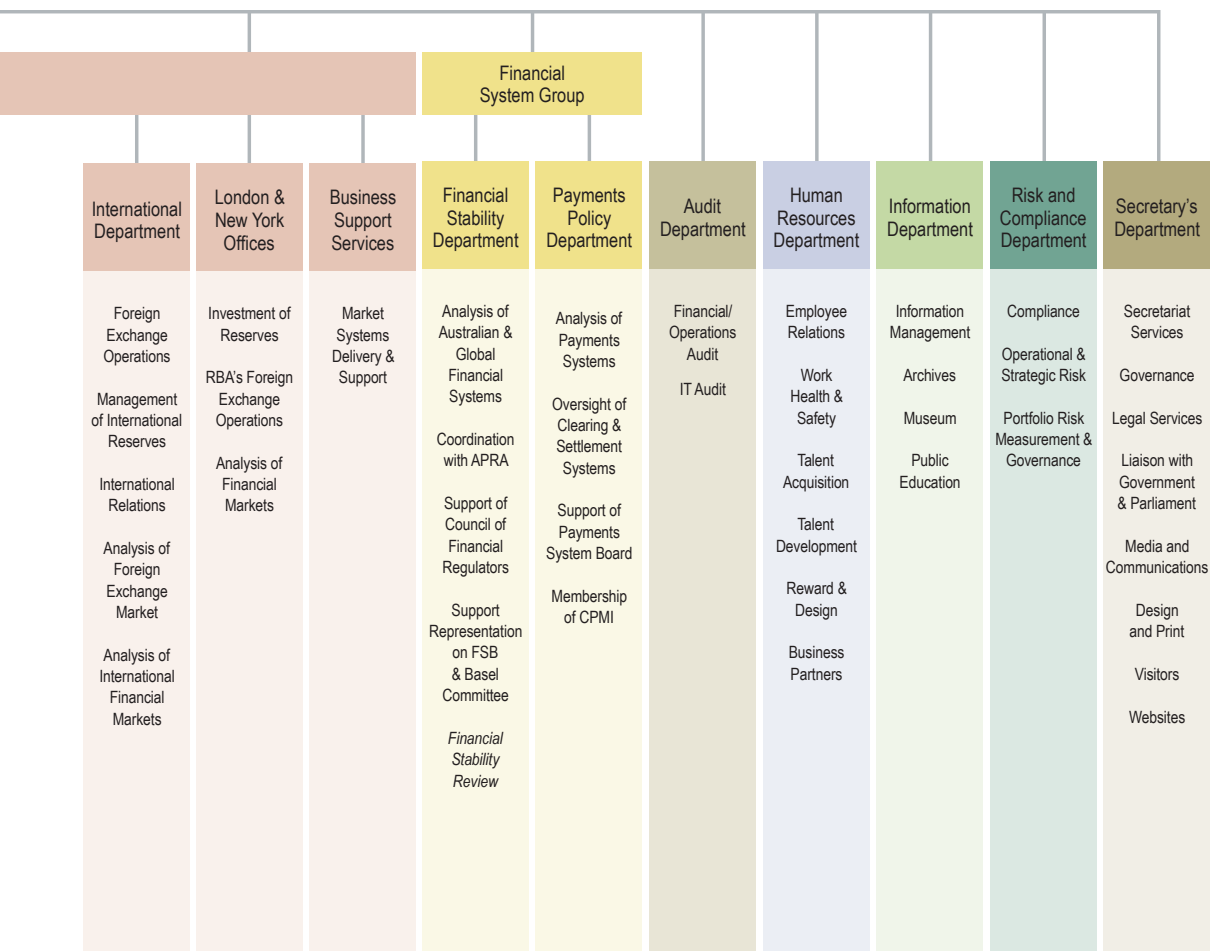 Financial
System Group
International
Department
London &
New York
Offices
Business
Support
Services
Financial
Stability
Department
Payments
Policy
Department
Audit
Department
Human
Resources
Department
Information
Department
Risk and
Compliance
Department
Secretary's
Department
Foreign
Exchange
Operations
Management
of International
Reserves
International
Relations
Analysis of
Foreign
Exchange
Market
Analysis of
International
Financial
Markets
Investment of
Reserves
RBA's Foreign
Exchange
Operations
Analysis of
Financial
Markets
Market
Systems
Delivery &
Support
Analysis of
Australian &
Global
Financial
Systems
Coordination
with APRA
Support of
Council of
Financial
Regulators
Support
Representation
on FSB
& Basel
Committee
Financial
Stability
Review
Analysis of
Payments
Systems
Oversight of
Clearing &
Settlement
Systems
Support of
Payments
System Board
Membership
of CPMI
Financial/
Operations
Audit
IT Audit
Employee
Relations
Work
Health &
Safety
Talent
Acquisition
Talent
Development
Reward &
Design
Business
Partners
Information
Management
Archives
Museum
Public
Education
Compliance
Operational &
Strategic Risk
Portfolio Risk
Measurement &
Governance
Secretariat
Services
Governance
Legal Services
Liaison with
Government
& Parliament
Media and
Communications
Design
and Print
Visitors
Websites